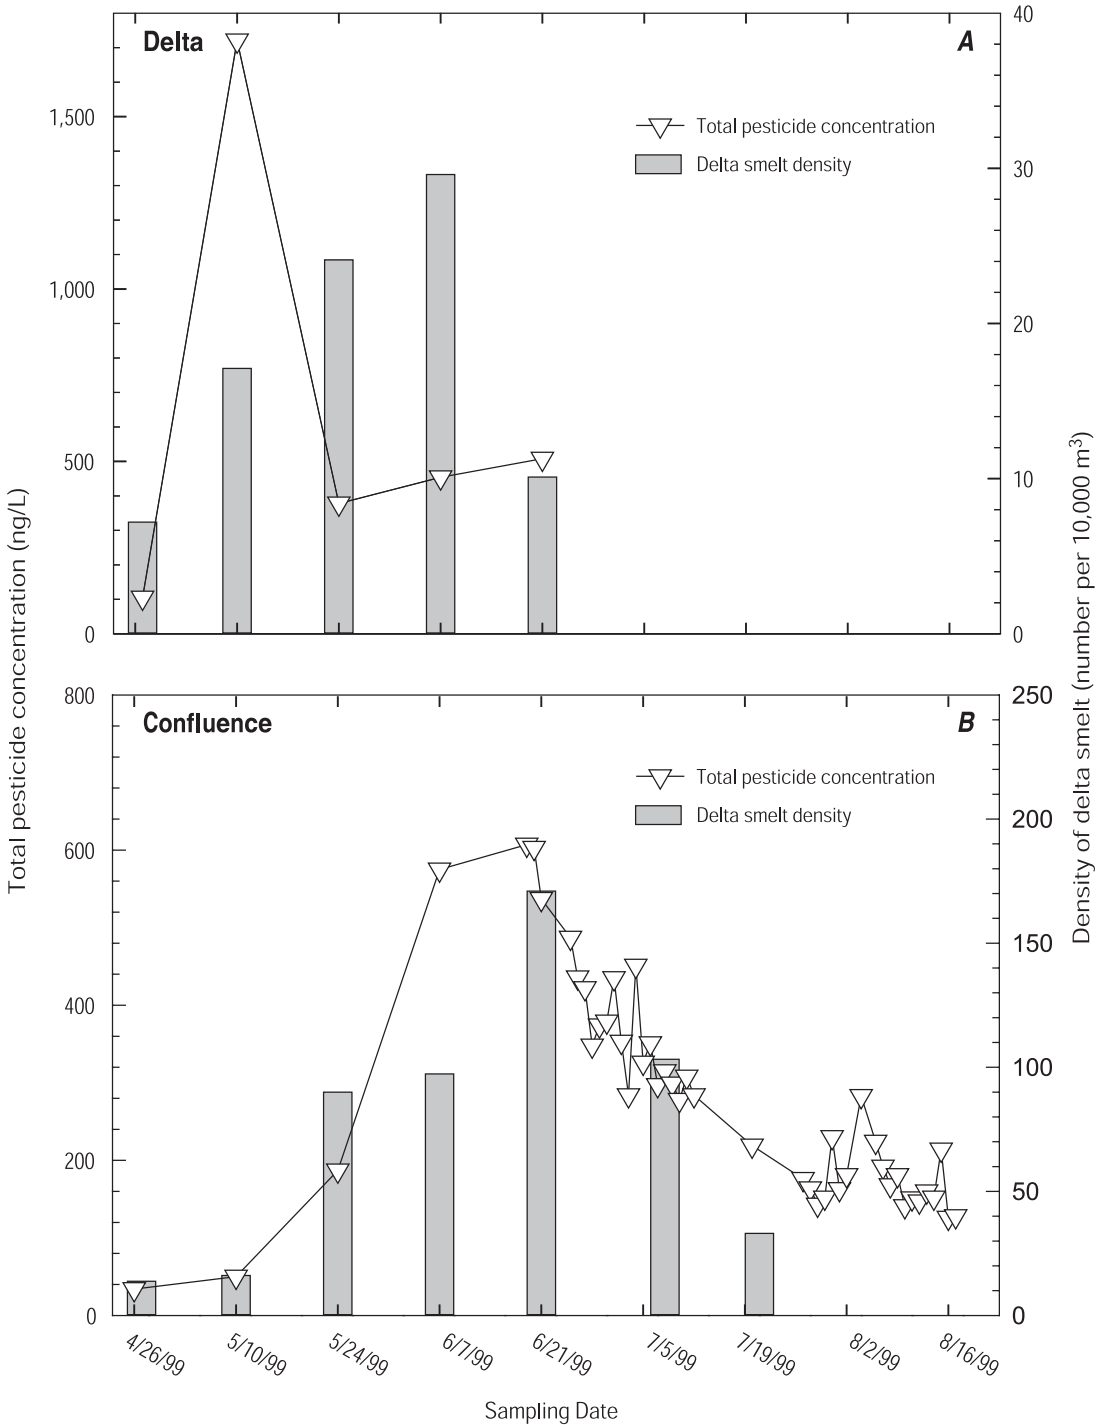 Delta
A
Total pesticide concentration
Delta smelt density
1,500
1,000
500
0
40
30
20
10
0
Total pesticide concentration (ng/L)
Density of delta smelt (number per 10,000 m³)
Confluence
B
Total pesticide concentration
Delta smelt density
800
600
400
200
0
250
200
150
100
50
0
4/26/99 5/10/99 5/24/99 6/7/99 6/21/99 7/5/99 7/19/99 8/2/99 8/16/99
Sampling Date